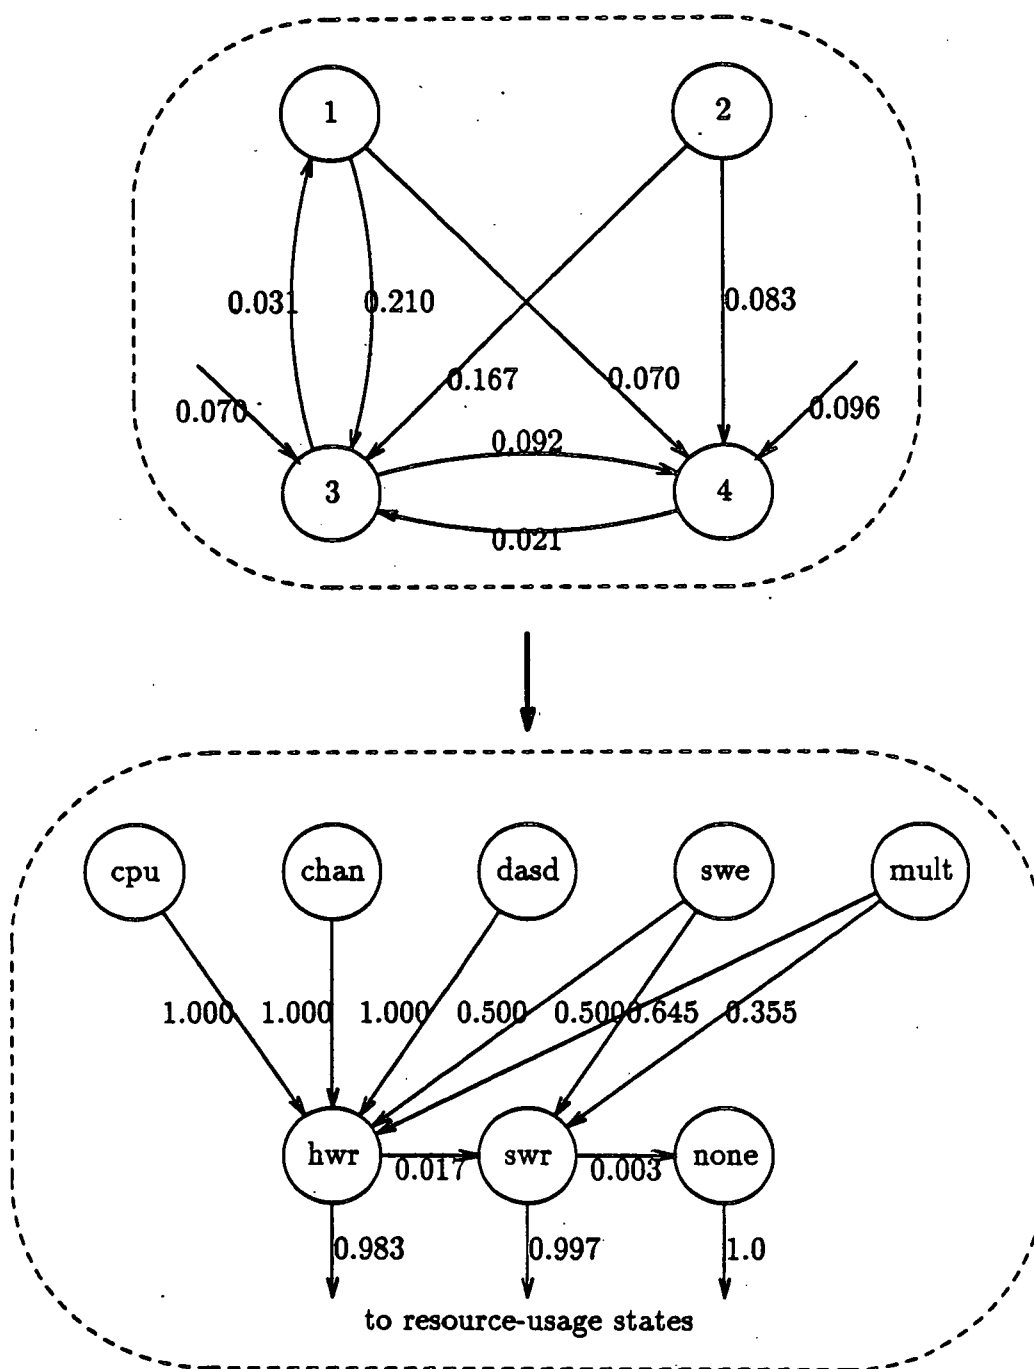 1 2
0.031 0.210 0.083
0.167 0.070
0.070 0.096
0.092
3 4
0.021
cpu chan dasd swe mult
1.000 1.000 1.000 0.500 0.500 0.645 0.355
hwr swr none
0.017 0.003
0.983 0.997 1.0
to resource-usage states